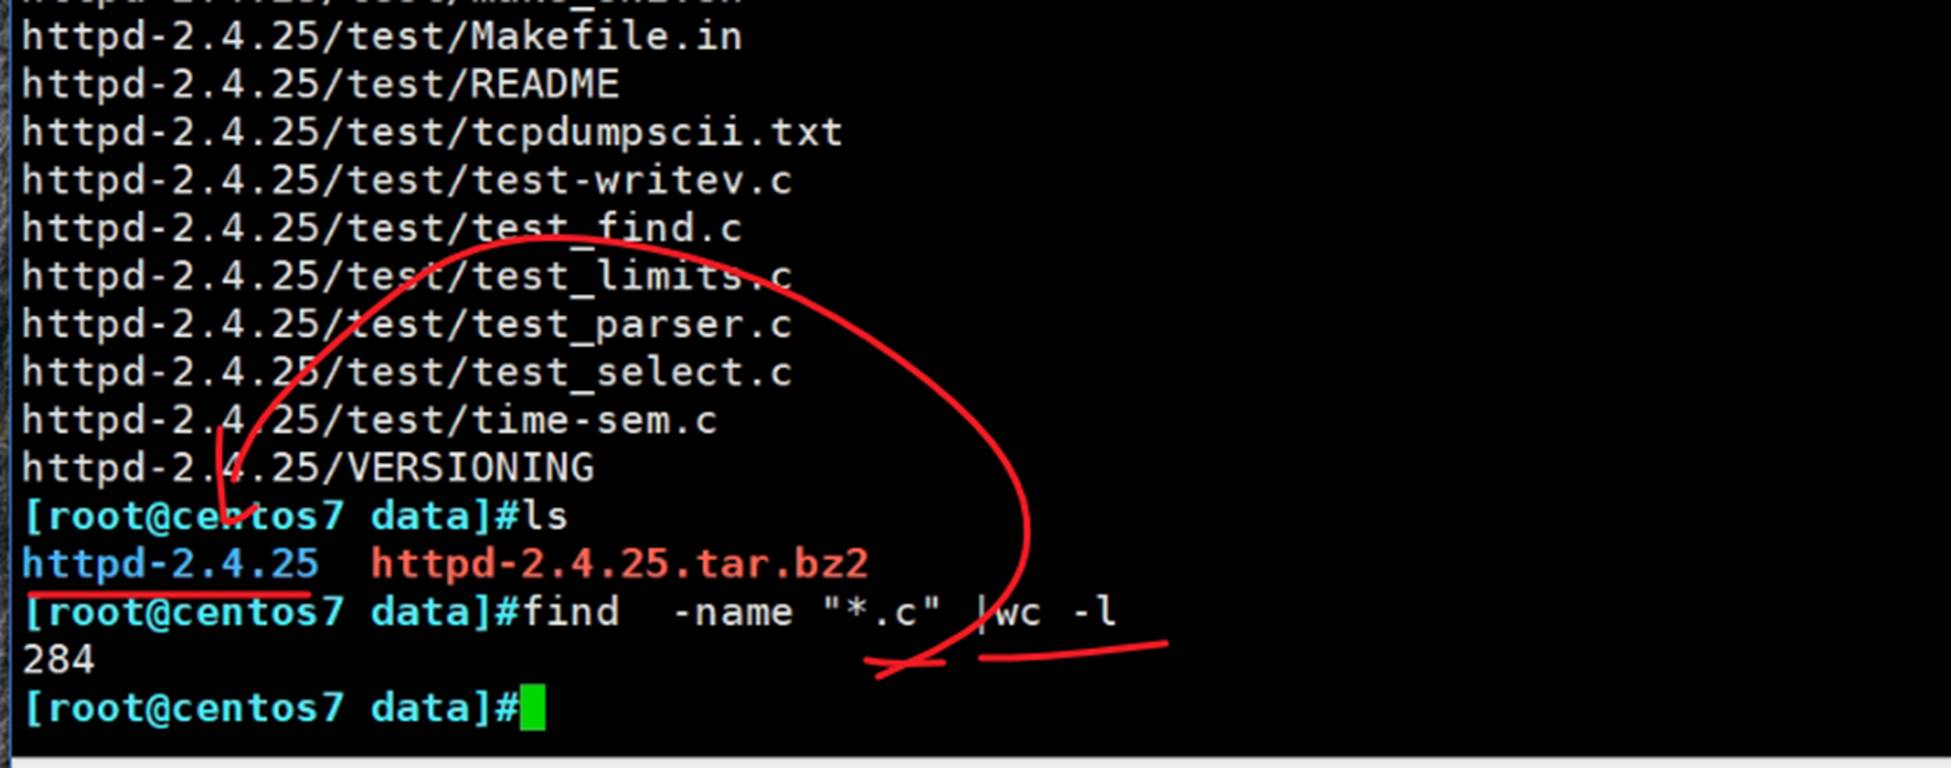 httpd-2.4.25/test/Makefile.in
httpd-2.4.25/test/README
httpd-2.4.25/test/tcpdumpscii.txt
httpd-2.4.25/test/test-writev.c
httpd-2.4.25/test/test_find.c
httpd-2.4.25/test/test_limits.c
httpd-2.4.25/test/test_parser.c
httpd-2.4.25/test/test_select.c
httpd-2.4.25/test/time-sem.c
httpd-2.4.25/VERSIONING
[root@centos7 data]#ls
httpd-2.4.25  httpd-2.4.25.tar.bz2
[root@centos7 data]#find  -name "*.c" |wc -l
284
[root@centos7 data]#